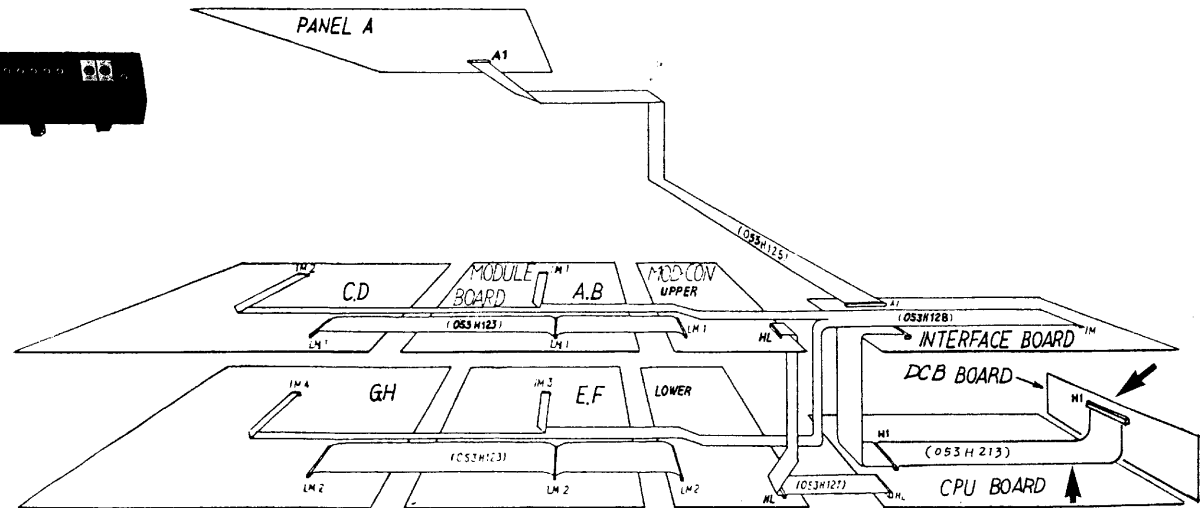 PANEL A
A1
(053H125)
IM2
C.D
MODULE BOARD
IM1
A.B
MOD-CON
UPPER
A1
(053H128)
IM
LM1
(053H123)
LM1
LM1
HL
INTERFACE BOARD
DCB BOARD
IM4
G.H
IM3
E.F
LOWER
H1
H1
(053H213)
(053H123)
LM2
LM2
LM2
HL
(053H127)
HL
CPU BOARD